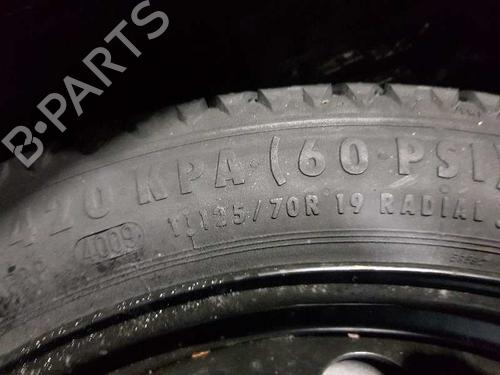 B-PARTS
420 KPA (60 PSI)
4009 T125/70R 19 RADIAL